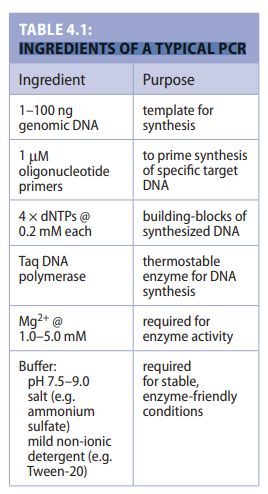 TABLE 4.1:
INGREDIENTS OF A TYPICAL PCR
Ingredient
Purpose
1–100 ng
genomic DNA
template for
synthesis
1 μM
oligonucleotide
primers
to prime synthesis
of specific target
DNA
4 × dNTPs @
0.2 mM each
building-blocks of
synthesized DNA
Taq DNA
polymerase
thermostable
enzyme for DNA
synthesis
Mg²⁺ @
1.0–5.0 mM
required for
enzyme activity
Buffer:
pH 7.5–9.0
salt (e.g.
ammonium
sulfate)
mild non-ionic
detergent (e.g.
Tween-20)
required
for stable,
enzyme-friendly
conditions